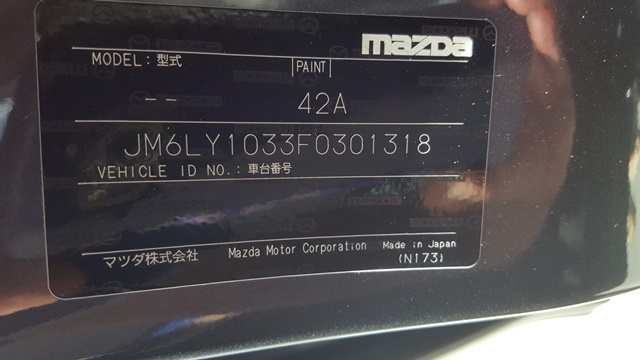 mazda
MODEL: 型式 PAINT
-- 42A
JM6LY1033F0301318
VEHICLE ID NO.: 車台番号
マツダ株式会社 Mazda Motor Corporation Made in Japan
(N173)